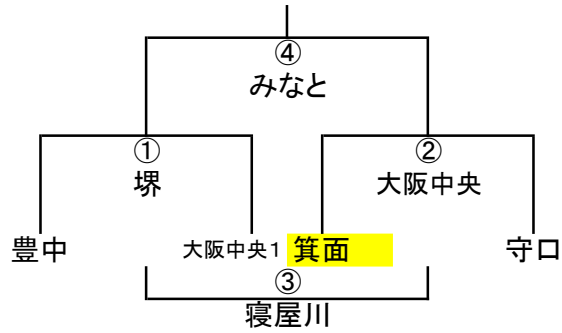 ④
みなと
① ②
堺 大阪中央
豊中 大阪中央1 箕面 守口
③
寝屋川